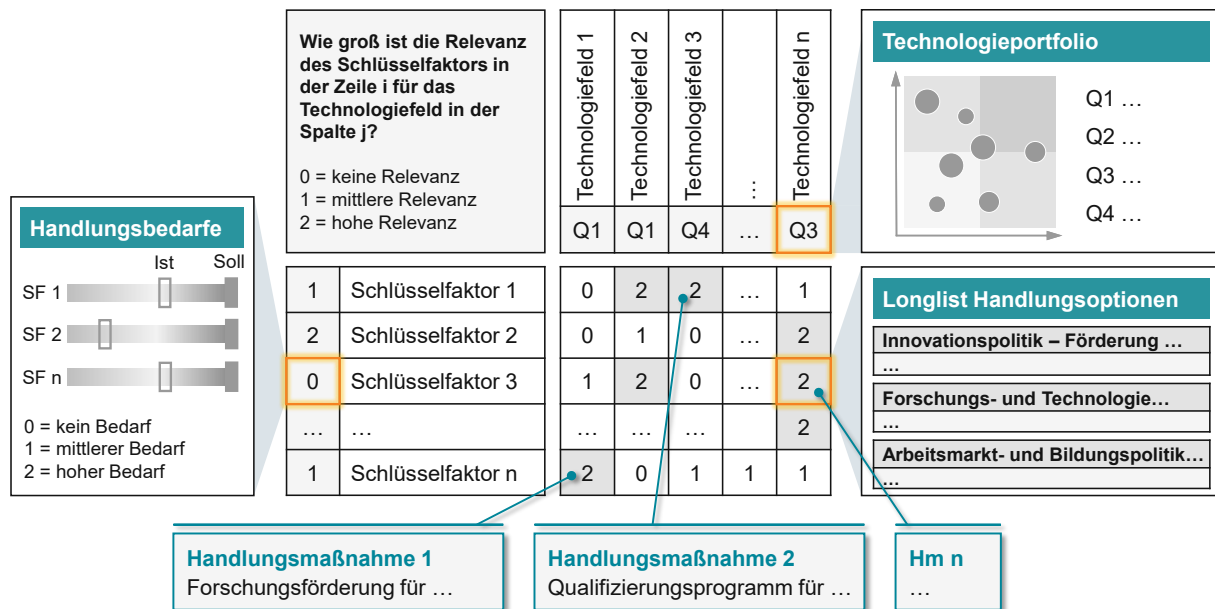 Wie groß ist die Relevanz
des Schlüsselfaktors in
der Zeile i für das
Technologiefeld in der
Spalte j?
0 = keine Relevanz
1 = mittlere Relevanz
2 = hohe Relevanz
Technologiefeld 1
Technologiefeld 2
Technologiefeld 3
…
Technologiefeld n
Q1 Q1 Q4 … Q3
Technologieportfolio
Q1 …
Q2 …
Q3 …
Q4 …
Handlungsbedarfe
Ist Soll
SF 1
SF 2
SF n
0 = kein Bedarf
1 = mittlerer Bedarf
2 = hoher Bedarf
1 Schlüsselfaktor 1 0 2 2 … 1
2 Schlüsselfaktor 2 0 1 0 … 2
0 Schlüsselfaktor 3 1 2 0 … 2
… … … … … 2
1 Schlüsselfaktor n 2 0 1 1 1
Longlist Handlungsoptionen
Innovationspolitik – Förderung …
…
Forschungs- und Technologie…
…
Arbeitsmarkt- und Bildungspolitik…
…
Handlungsmaßnahme 1
Forschungsförderung für …
Handlungsmaßnahme 2
Qualifizierungsprogramm für …
Hm n
…